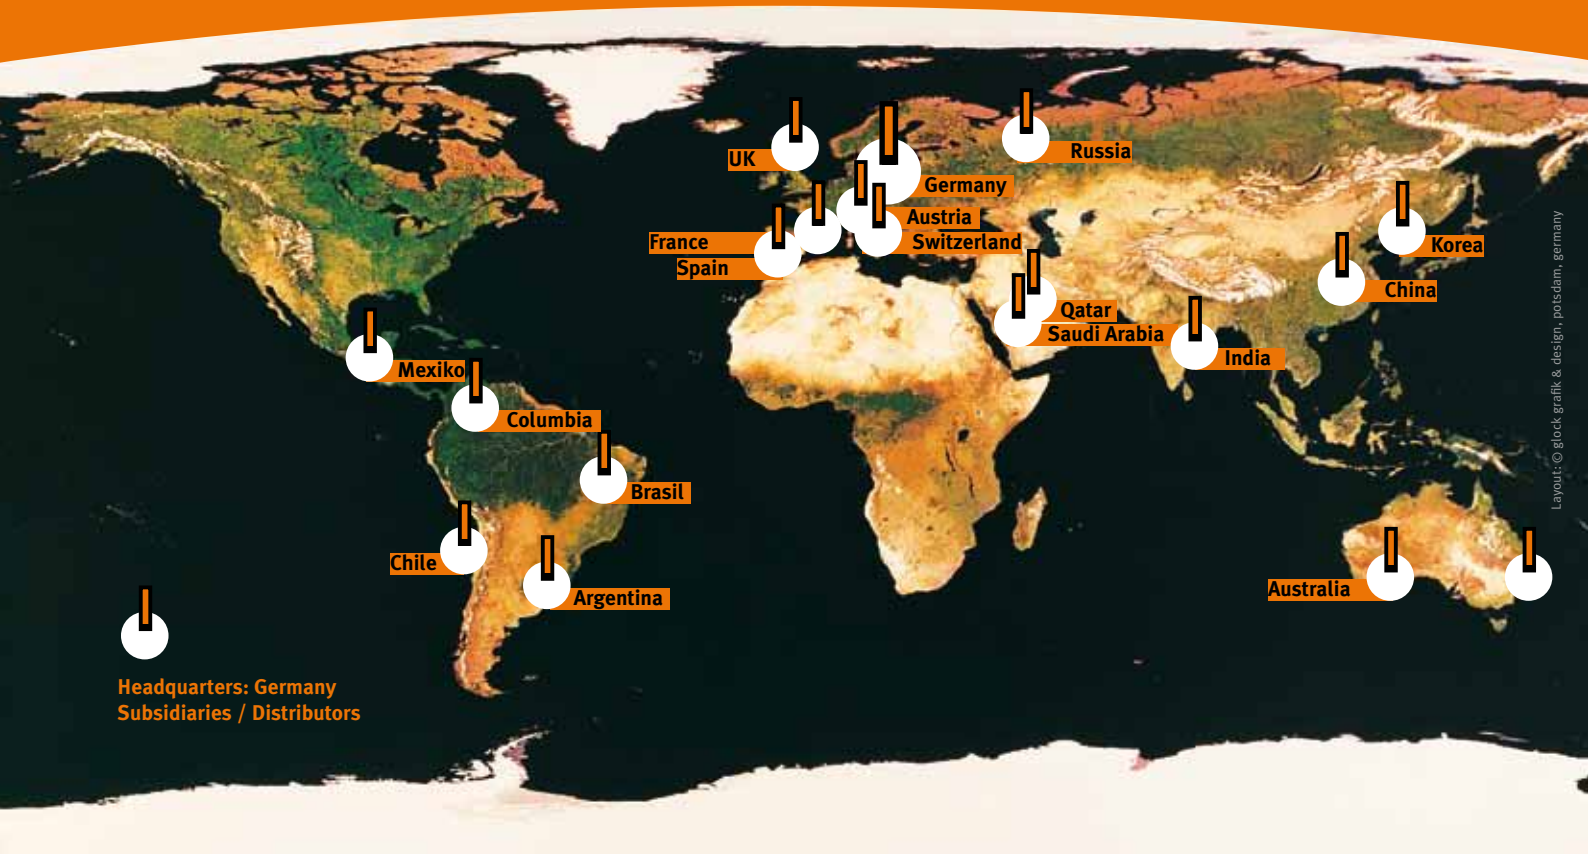 UK
Russia
Germany
Austria
France
Switzerland
Spain
Korea
China
Qatar
Saudi Arabia
India
Mexiko
Columbia
Brasil
Chile
Argentina
Australia
Headquarters: Germany
Subsidiaries / Distributors
Layout: © glock grafik & design, potsdam, germany